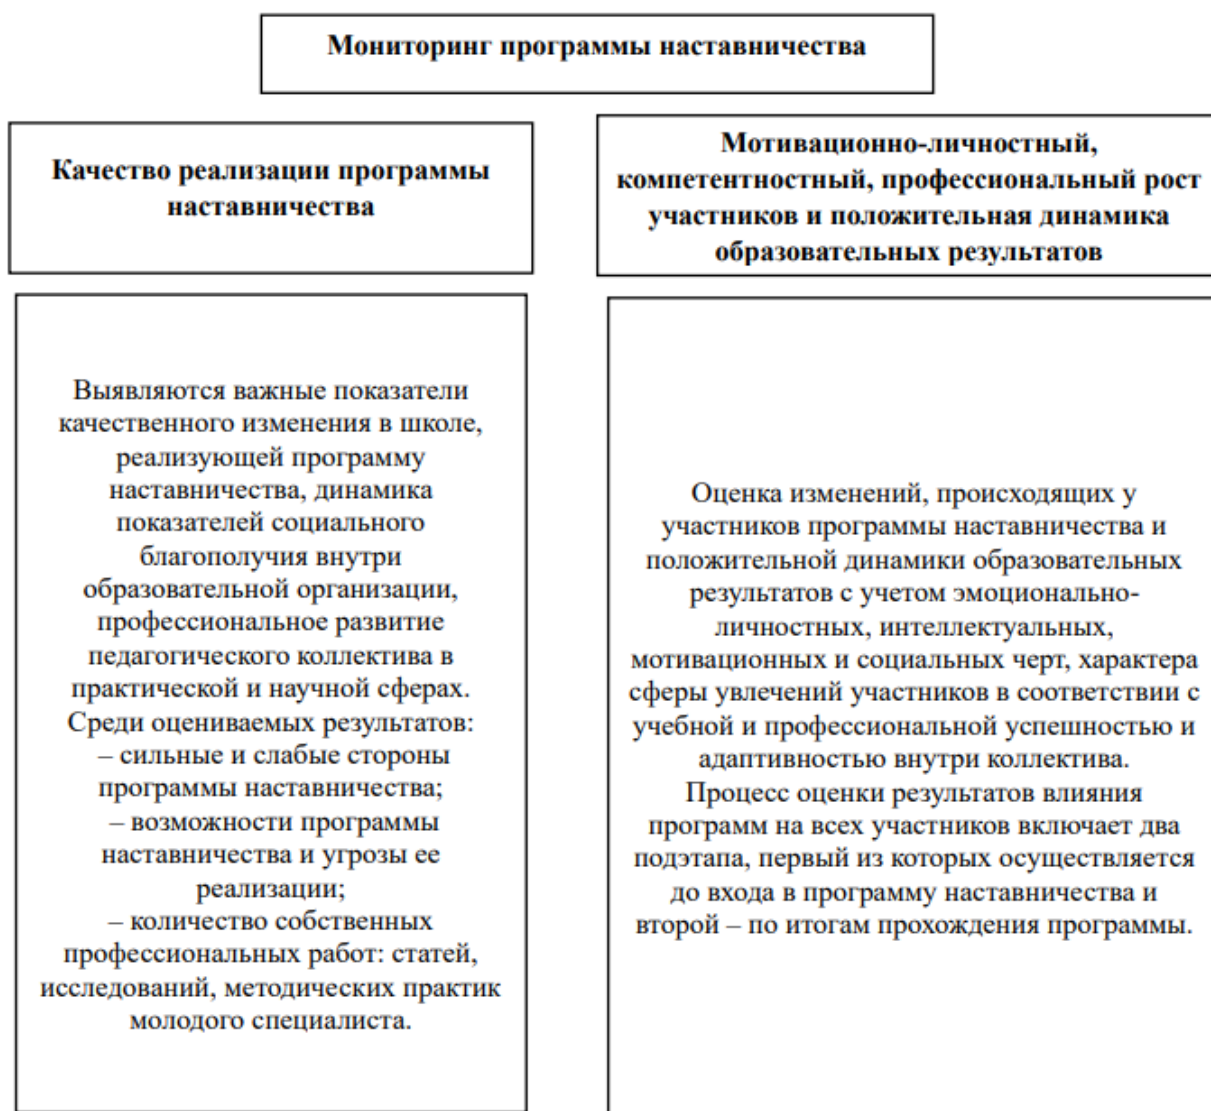 Мониторинг программы наставничества
Качество реализации программы
наставничества
Мотивационно-личностный,
компетентностный, профессиональный рост
участников и положительная динамика
образовательных результатов
Выявляются важные показатели
качественного изменения в школе,
реализующей программу
наставничества, динамика
показателей социального
благополучия внутри
образовательной организации,
профессиональное развитие
педагогического коллектива в
практической и научной сферах.
Среди оцениваемых результатов:
– сильные и слабые стороны
программы наставничества;
– возможности программы
наставничества и угрозы ее
реализации;
– количество собственных
профессиональных работ: статей,
исследований, методических практик
молодого специалиста.
Оценка изменений, происходящих у
участников программы наставничества и
положительной динамики образовательных
результатов с учетом эмоционально-
личностных, интеллектуальных,
мотивационных и социальных черт, характера
сферы увлечений участников в соответствии с
учебной и профессиональной успешностью и
адаптивностью внутри коллектива.
Процесс оценки результатов влияния
программ на всех участников включает два
подэтапа, первый из которых осуществляется
до входа в программу наставничества и
второй – по итогам прохождения программы.